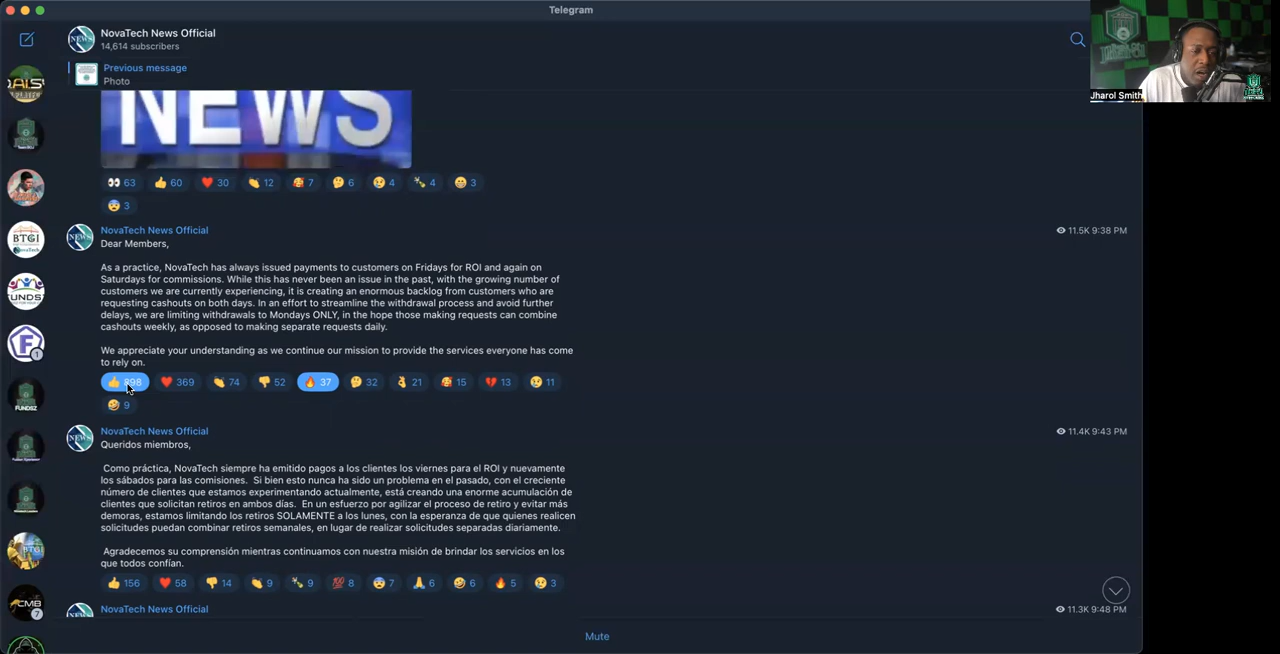 Telegram
NovaTech News Official
14,614 subscribers
Previous message
Photo
NEWS
👀 63 👍 60 ❤️ 30 👏 12 🥰 7 🤔 6 😢 4 🍾 4 😁 3
😨 3
NovaTech News Official
11.5K 9:38 PM
Dear Members,
As a practice, NovaTech has always issued payments to customers on Fridays for ROI and again on
Saturdays for commissions. While this has never been an issue in the past, with the growing number of
customers we are currently experiencing, it is creating an enormous backlog from customers who are
requesting cashouts on both days. In an effort to streamline the withdrawal process and avoid further
delays, we are limiting withdrawals to Mondays ONLY, in the hope those making requests can combine
cashouts weekly, as opposed to making separate requests daily.
We appreciate your understanding as we continue our mission to provide the services everyone has come
to rely on.
👍 898 ❤️ 369 👏 74 👎 52 🔥 37 🤔 32 👌 21 🥰 15 💔 13 😢 11
🤣 9
NovaTech News Official
11.4K 9:43 PM
Queridos miembros,
Como práctica, NovaTech siempre ha emitido pagos a los clientes los viernes para el ROI y nuevamente
los sábados para las comisiones. Si bien esto nunca ha sido un problema en el pasado, con el creciente
número de clientes que estamos experimentando actualmente, está creando una enorme acumulación de
clientes que solicitan retiros en ambos días. En un esfuerzo por agilizar el proceso de retiro y evitar más
demoras, estamos limitando los retiros SOLAMENTE a los lunes, con la esperanza de que quienes realicen
solicitudes puedan combinar retiros semanales, en lugar de realizar solicitudes separadas diariamente.
Agradecemos su comprensión mientras continuamos con nuestra misión de brindar los servicios en los
que todos confían.
👍 156 ❤️ 58 👎 14 👏 9 🍾 9 💯 8 😨 7 🙏 6 🤣 6 🔥 5 😢 3
NovaTech News Official
11.3K 9:48 PM
Mute
Jharol Smith
NEWS
NEWS
NEWS
BTGI
NovaTech
UNDS
F
1
FUNDSZ
BTGI
CMB
7